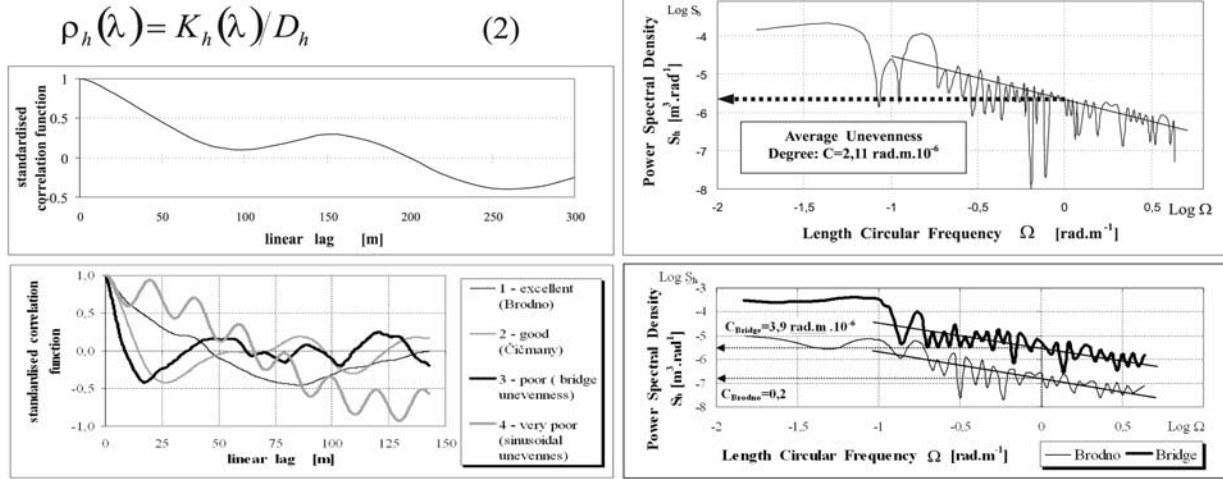 ρh(λ)= Kh(λ)/Dh (2)
standardised
correlation function
1
0.5
0
-0.5
0 50 100 150 200 250 300
linear lag [m]
Log Sh
Power Spectral Density
Sh [m³.rad¹]
-4
-5
-6
-7
-8
Average Unevenness
Degree: C=2,11 rad.m.10⁻⁶
-2 -1,5 -1 -0,5 0 0,5
Log Ω
Length Circular Frequency Ω [rad.m⁻¹]
standardised correlation
function
1,0
0,5
0,0
-0,5
-1,0
0 25 50 75 100 125 150
linear lag [m]
1 - excellent
(Brodno)
2 - good
(Čičmany)
3 - poor ( bridge
unevenness)
4 - very poor
(sinusoidal
unevennes)
Log Sh
Power Spectral Density
Sh [m³.rad¹]
-3
-4
-5
-6
-7
-8
CBridge=3,9 rad.m .10⁻⁶
CBrodno=0,2
-2 -1,5 -1 -0,5 0 0,5
Log Ω
Length Circular Frequency Ω [rad.m⁻¹]
Brodno Bridge